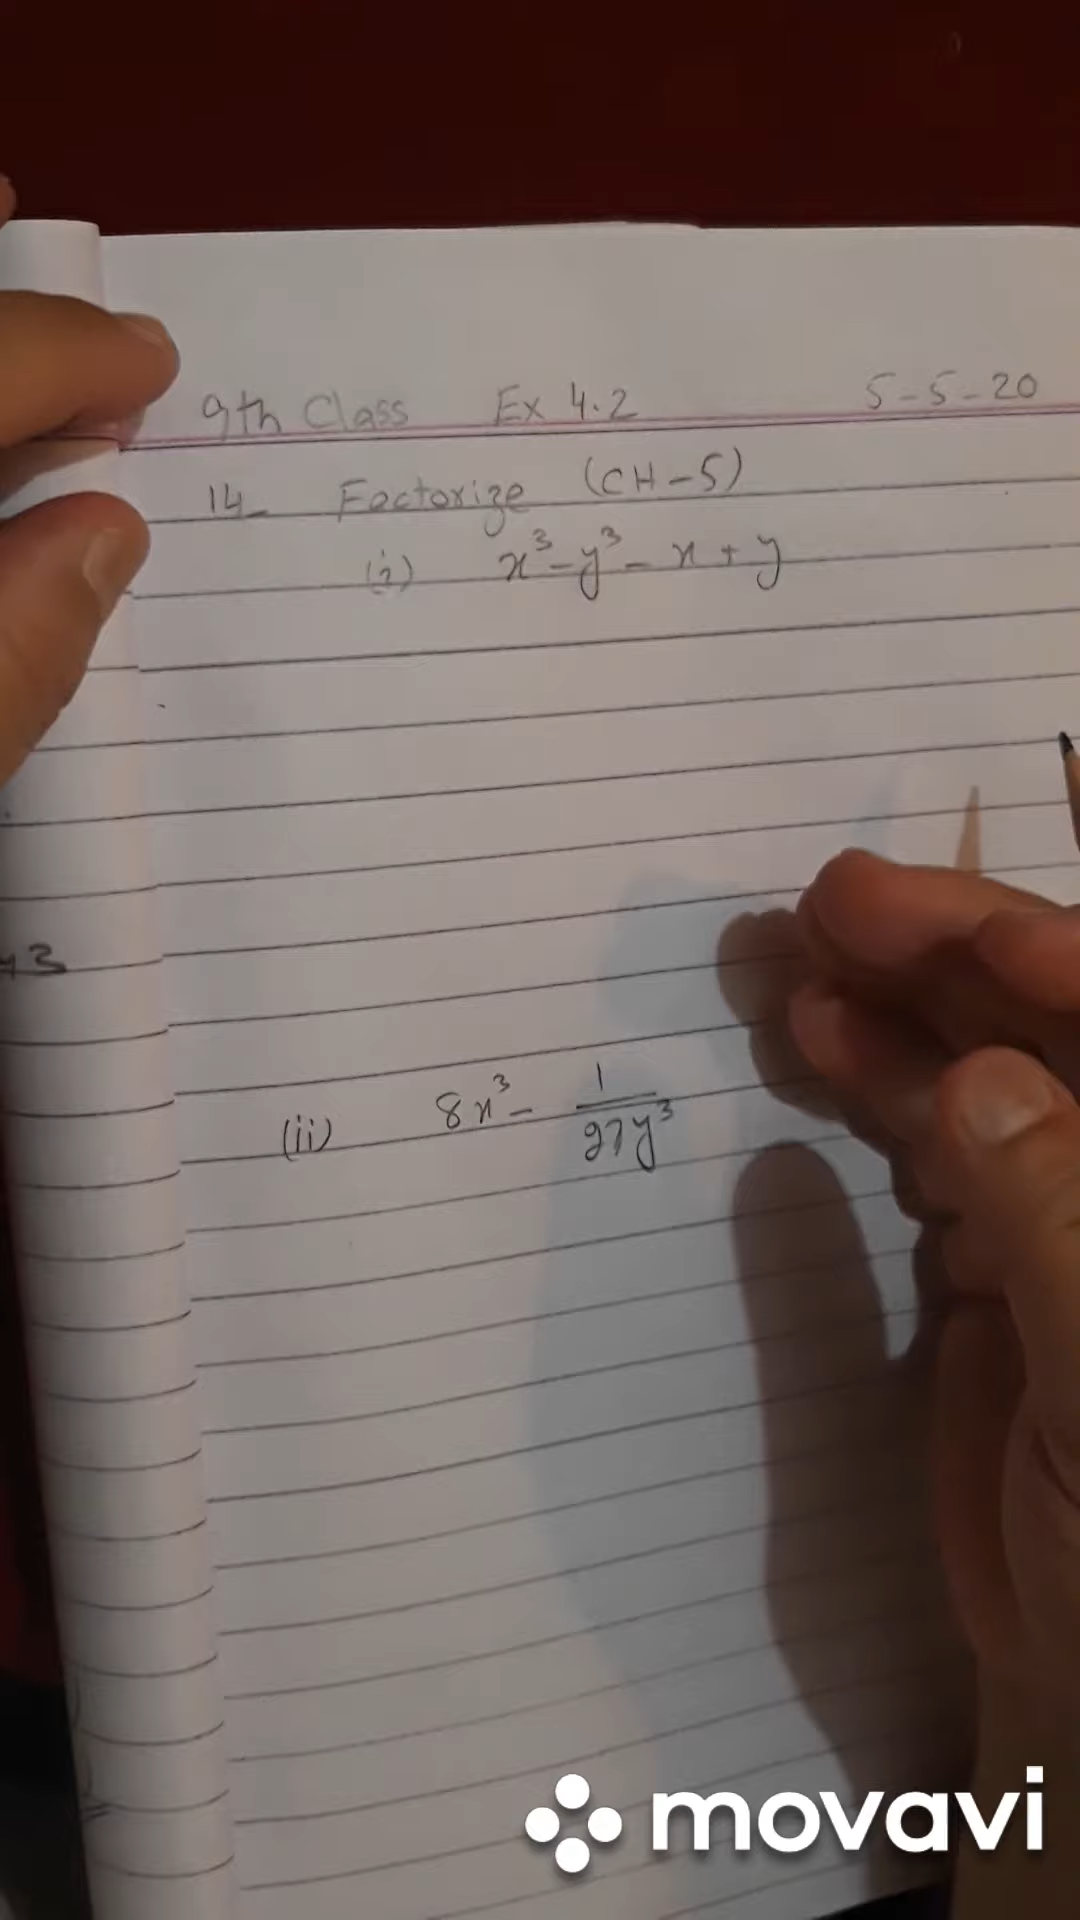 9th Class Ex 4.2 5-5-20
14- Factorize (CH-5)
(i) x³-y³-x+y
(ii) 8x³- 1/27y³
movavi